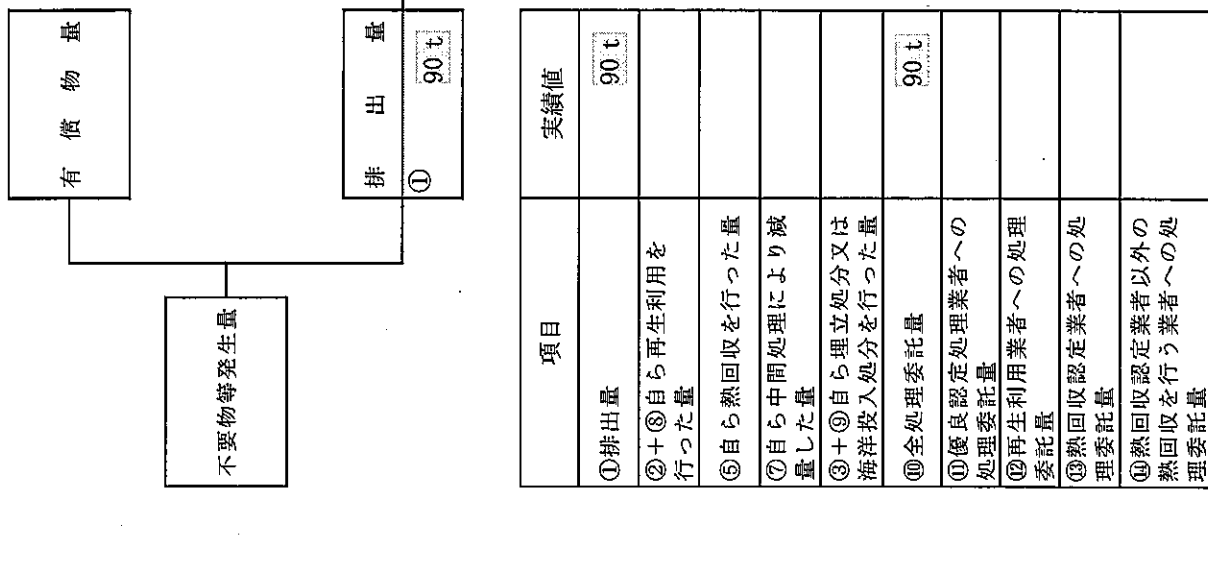 有償物量
不要物等発生量
排出量
①
90 t
項目
実績値
①排出量
90 t
②+⑧自ら再生利用を
行った量
⑤自ら熱回収を行った量
⑦自ら中間処理により減
量した量
③+⑨自ら埋立処分又は
海洋投入処分を行った量
⑩全処理委託量
90 t
⑪優良認定処理業者への
処理委託量
⑫再生利用業者への処理
委託量
⑬熱回収認定業者への処
理委託量
⑭熱回収認定業者以外の
熱回収を行う業者への処
理委託量